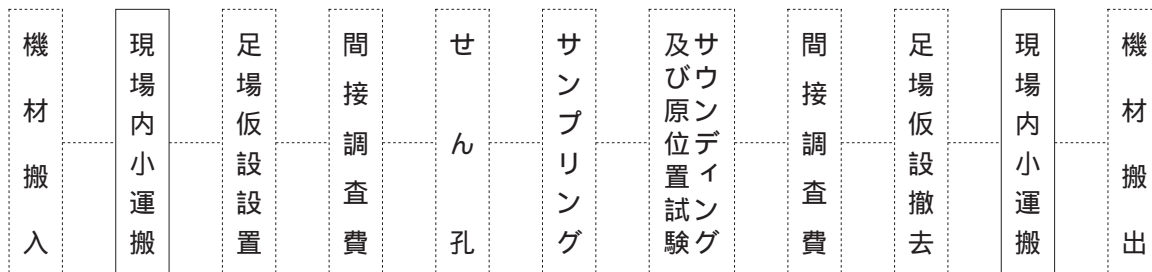 機材搬入
現場内小運搬
足場仮設設置
間接調査費
せん孔
サンプリング
サウンディング
及び原位置試験
間接調査費
足場仮設撤去
現場内小運搬
機材搬出